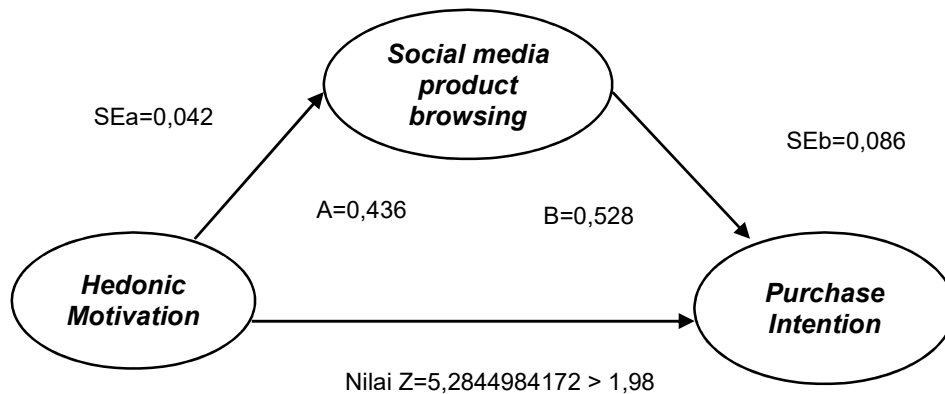 Social media
product
browsing
SEa=0,042
SEb=0,086
A=0,436
B=0,528
Hedonic
Motivation
Purchase
Intention
Nilai Z=5,2844984172 > 1,98